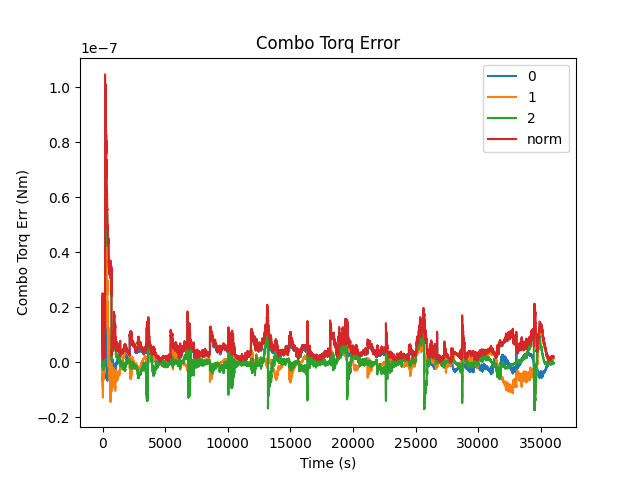 Combo Torq Error
1e−7
1.0
0.8
0.6
0.4
0.2
0.0
−0.2
Combo Torq Err (Nm)
0 5000 10000 15000 20000 25000 30000 35000
Time (s)
0
1
2
norm